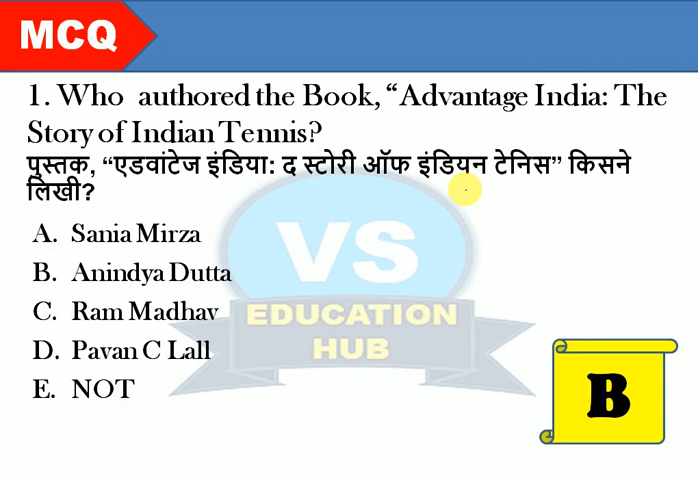 MCQ
1. Who authored the Book, “Advantage India: The
Story of Indian Tennis?
पुस्तक, “एडवांटेज इंडिया: द स्टोरी ऑफ इंडियन टेनिस” किसने
लिखी?
A. Sania Mirza
B. Anindya Dutta
C. Ram Madhav
D. Pavan C Lall
E. NOT
VS
EDUCATION
HUB
B